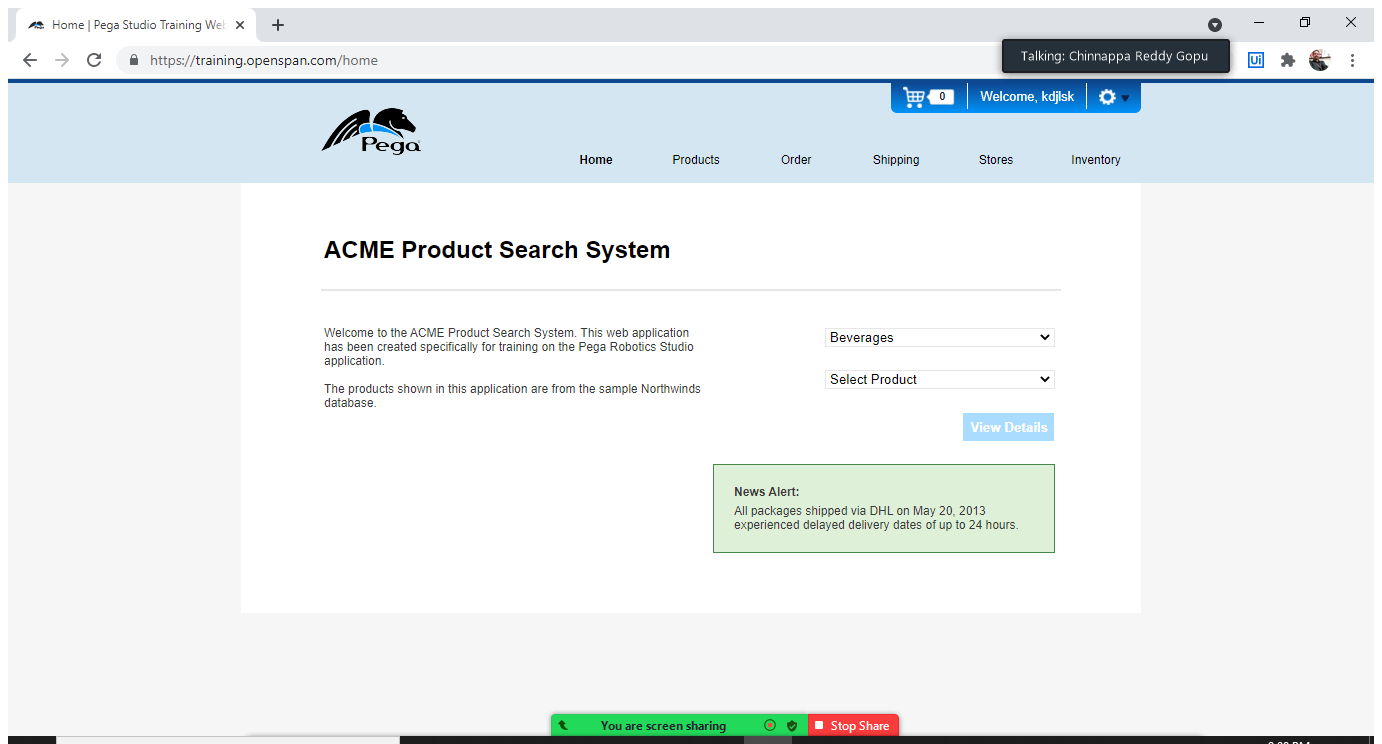 Home | Pega Studio Training Web
Talking: Chinnappa Reddy Gopu
https://training.openspan.com/home
Ui
0
Welcome, kdjlsk
Pega
Home
Products
Order
Shipping
Stores
Inventory
ACME Product Search System
Welcome to the ACME Product Search System. This web application
has been created specifically for training on the Pega Robotics Studio
application.
The products shown in this application are from the sample Northwinds
database.
Beverages
Select Product
View Details
News Alert:
All packages shipped via DHL on May 20, 2013
experienced delayed delivery dates of up to 24 hours.
You are screen sharing
Stop Share